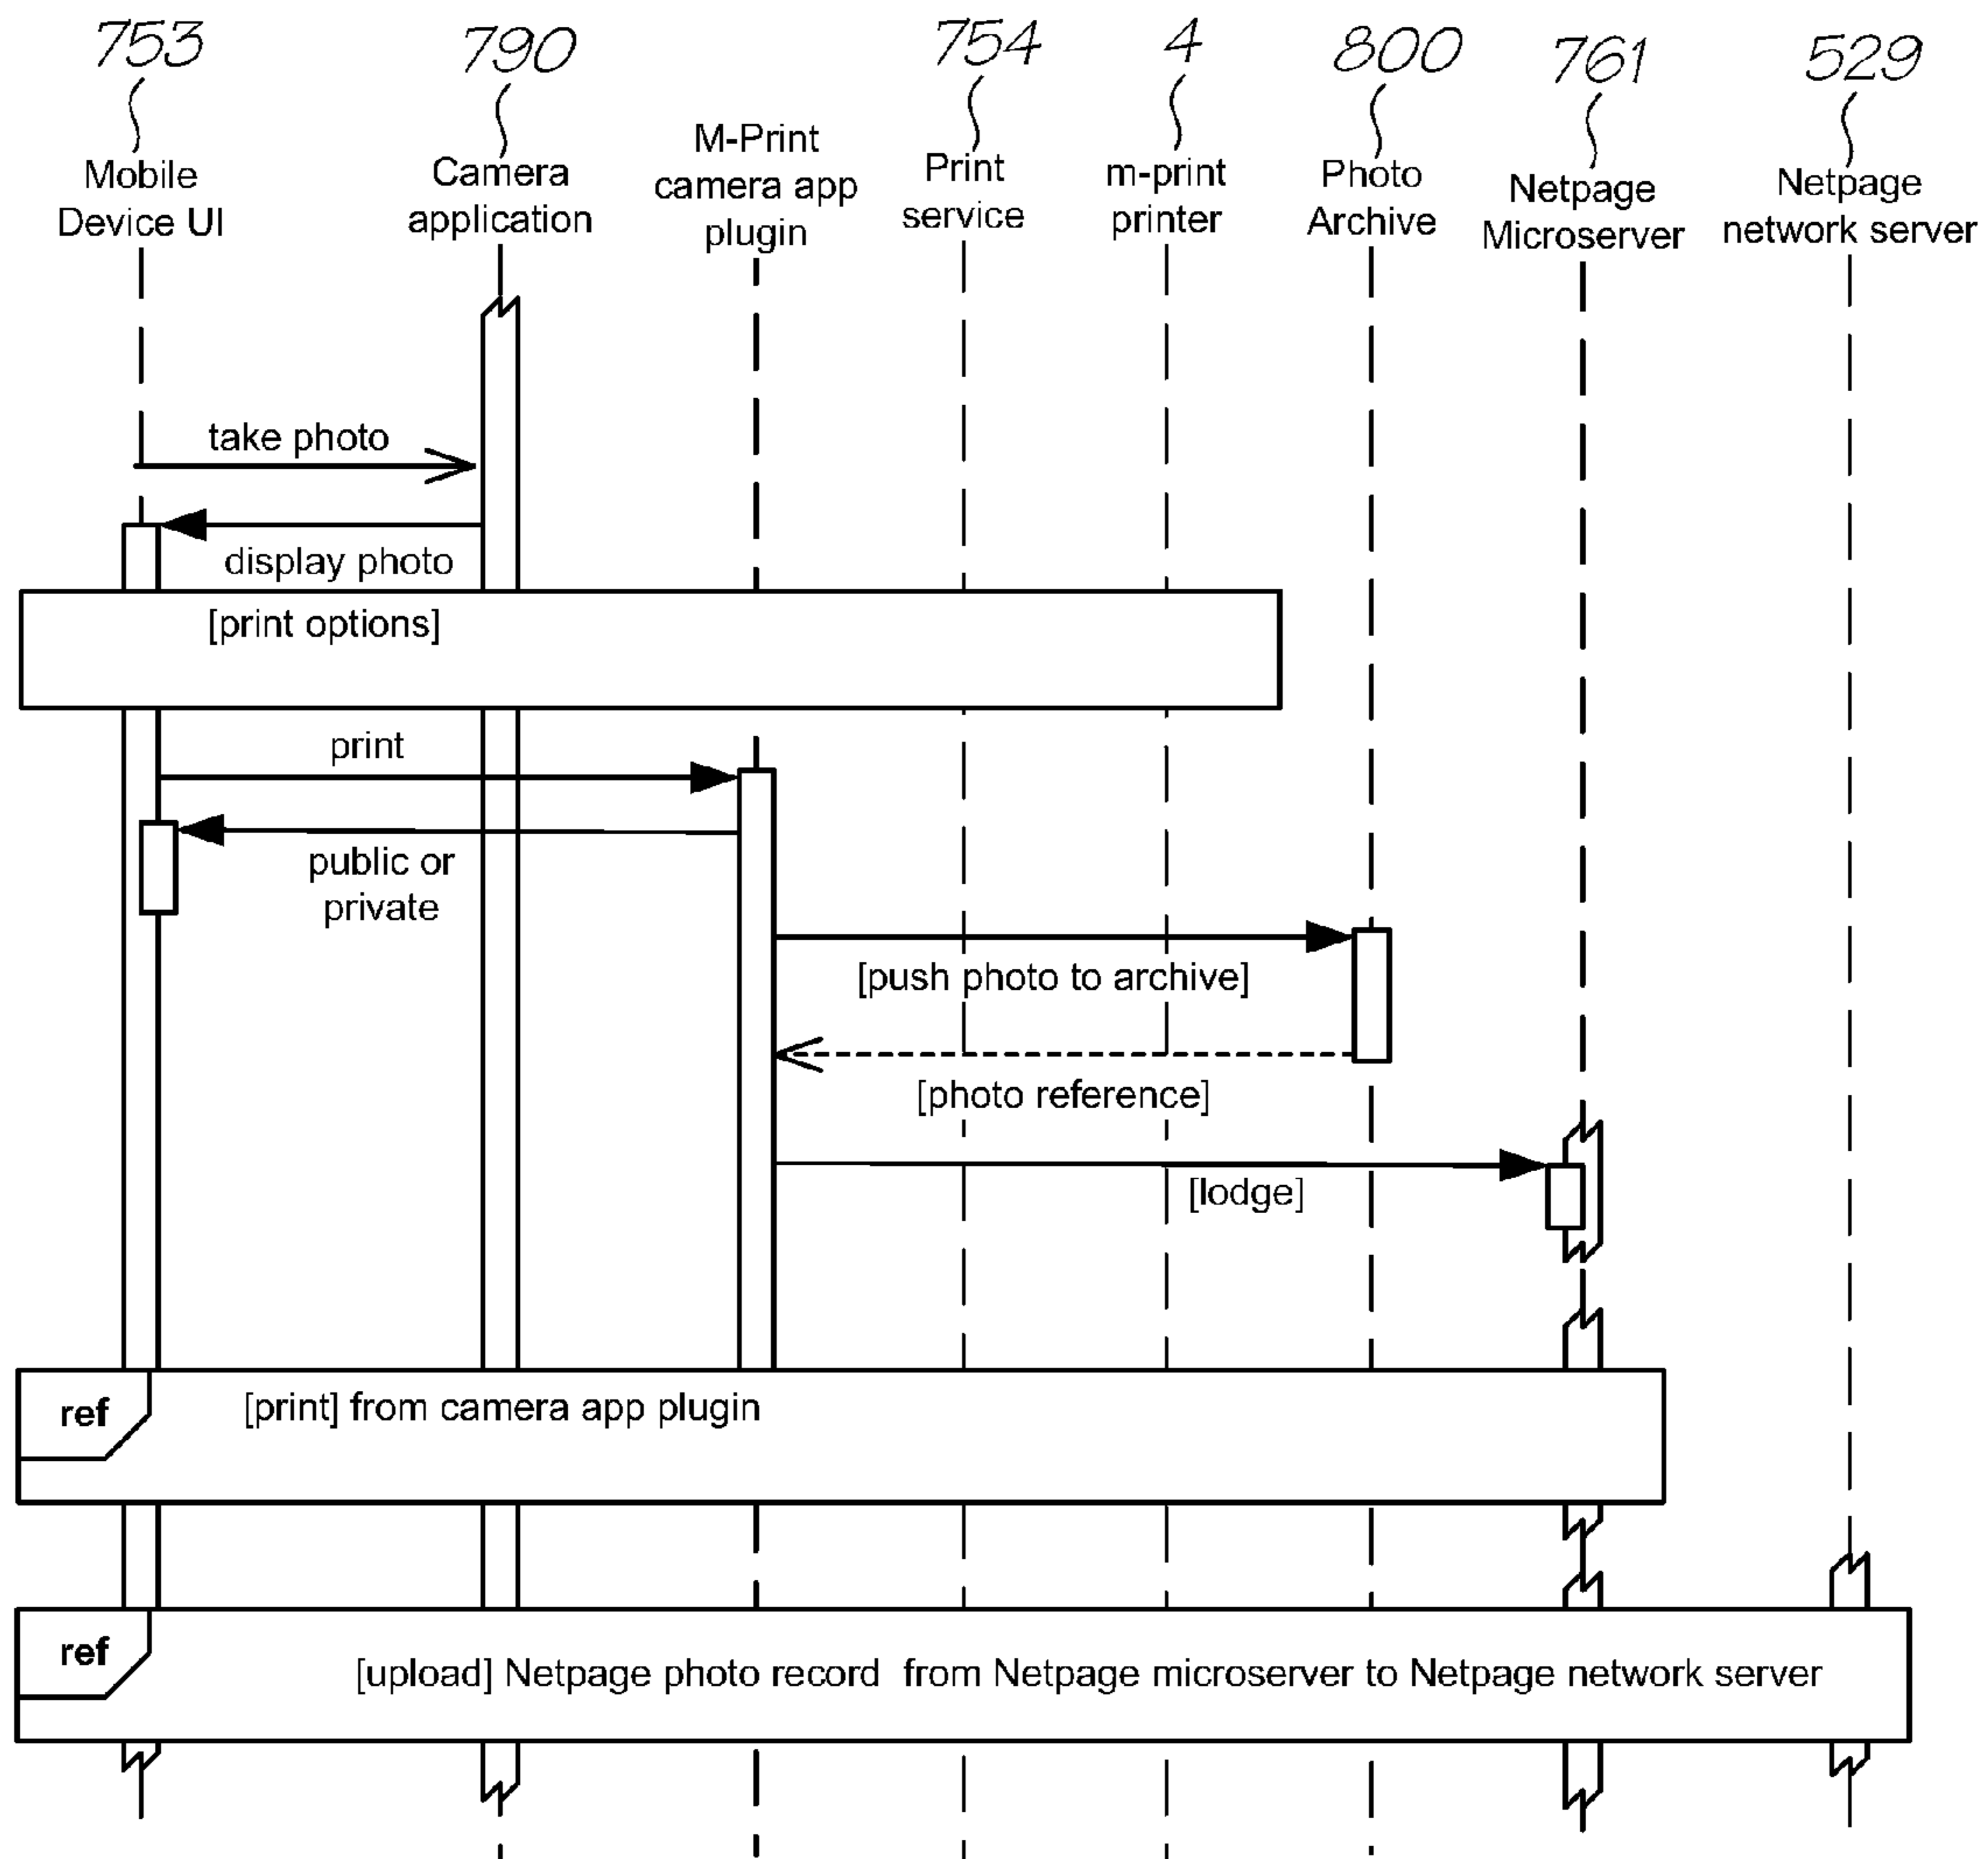 753
790
754
4
800
761
529
Mobile
Device UI
Camera
application
M-Print
camera app
plugin
Print
service
m-print
printer
Photo
Archive
Netpage
Microserver
Netpage
network server
take photo
display photo
[print options]
print
public or
private
[push photo to archive]
[photo reference]
[lodge]
ref
[print] from camera app plugin
ref
[upload] Netpage photo record from Netpage microserver to Netpage network server